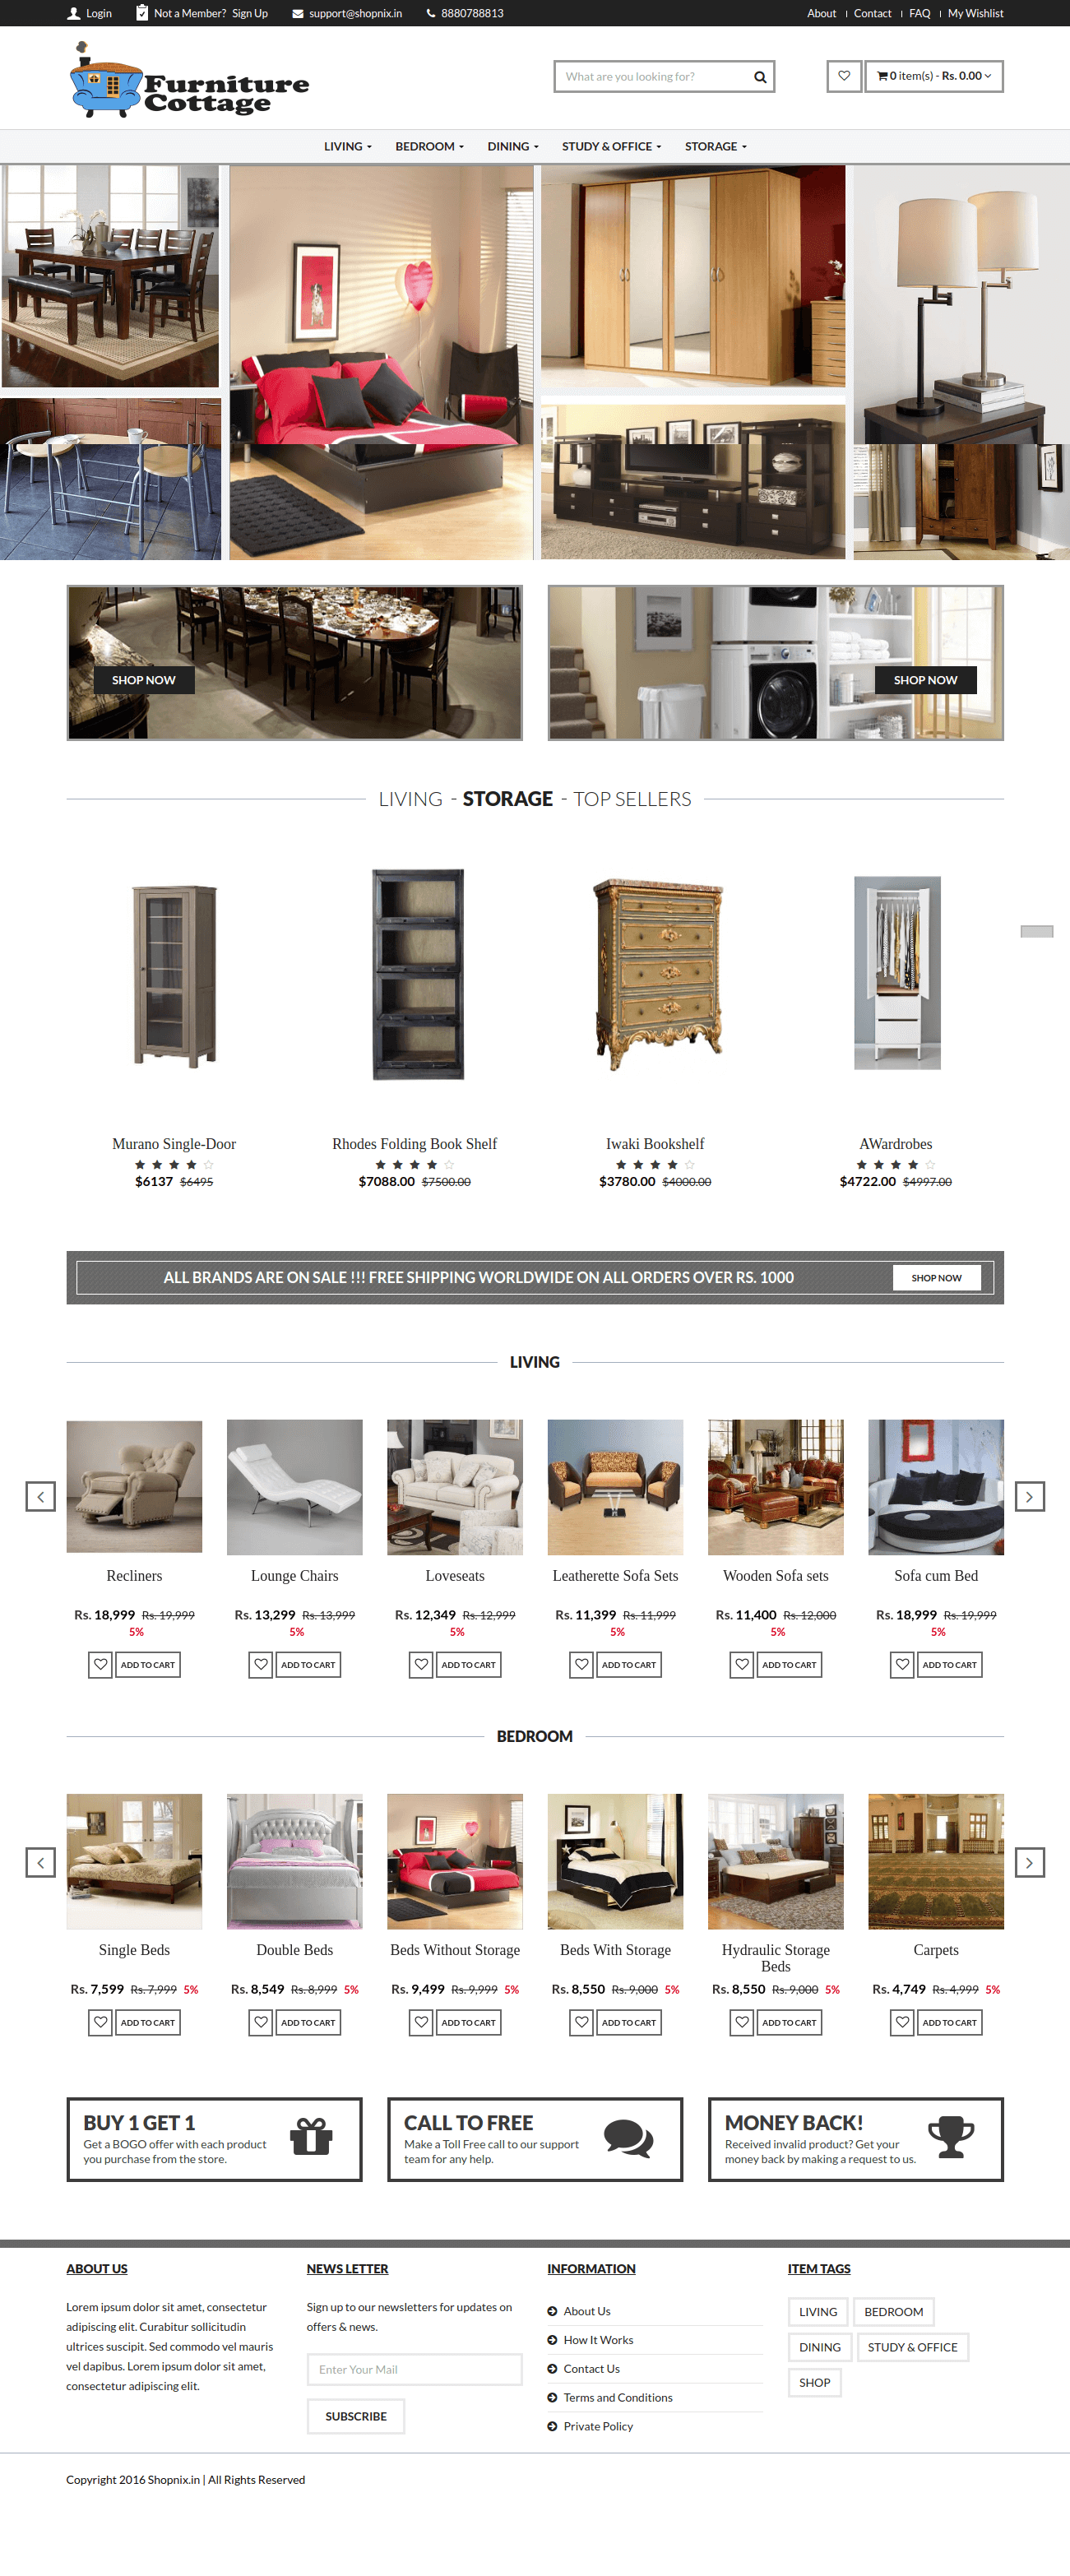 Login Not a Member? Sign Up support@shopnix.in 8880788813 About Contact FAQ My Wishlist
Furniture
Cottage
What are you looking for?
0 item(s) - Rs. 0.00
LIVING BEDROOM DINING STUDY & OFFICE STORAGE
SHOP NOW SHOP NOW
LIVING - STORAGE - TOP SELLERS
Murano Single-Door Rhodes Folding Book Shelf Iwaki Bookshelf AWardrobes
$6137 $6495 $7088.00 $7500.00 $3780.00 $4000.00 $4722.00 $4997.00
ALL BRANDS ARE ON SALE !!! FREE SHIPPING WORLDWIDE ON ALL ORDERS OVER RS. 1000 SHOP NOW
LIVING
Recliners Lounge Chairs Loveseats Leatherette Sofa Sets Wooden Sofa sets Sofa cum Bed
Rs. 18,999 Rs. 19,999 Rs. 13,299 Rs. 13,999 Rs. 12,349 Rs. 12,999 Rs. 11,399 Rs. 11,999 Rs. 11,400 Rs. 12,000 Rs. 18,999 Rs. 19,999
5% 5% 5% 5% 5% 5%
ADD TO CART ADD TO CART ADD TO CART ADD TO CART ADD TO CART ADD TO CART
BEDROOM
Single Beds Double Beds Beds Without Storage Beds With Storage Hydraulic Storage Carpets
Beds
Rs. 7,599 Rs. 7,999 5% Rs. 8,549 Rs. 8,999 5% Rs. 9,499 Rs. 9,999 5% Rs. 8,550 Rs. 9,000 5% Rs. 8,550 Rs. 9,000 5% Rs. 4,749 Rs. 4,999 5%
ADD TO CART ADD TO CART ADD TO CART ADD TO CART ADD TO CART ADD TO CART
BUY 1 GET 1
Get a BOGO offer with each product
you purchase from the store.
CALL TO FREE
Make a Toll Free call to our support
team for any help.
MONEY BACK!
Received invalid product? Get your
money back by making a request to us.
ABOUT US
Lorem ipsum dolor sit amet, consectetur
adipiscing elit. Curabitur sollicitudin
ultrices suscipit. Sed commodo vel mauris
vel dapibus. Lorem ipsum dolor sit amet,
consectetur adipiscing elit.
NEWS LETTER
Sign up to our newsletters for updates on
offers & news.
Enter Your Mail
SUBSCRIBE
INFORMATION
About Us
How It Works
Contact Us
Terms and Conditions
Private Policy
ITEM TAGS
LIVING BEDROOM
DINING STUDY & OFFICE
SHOP
Copyright 2016 Shopnix.in | All Rights Reserved